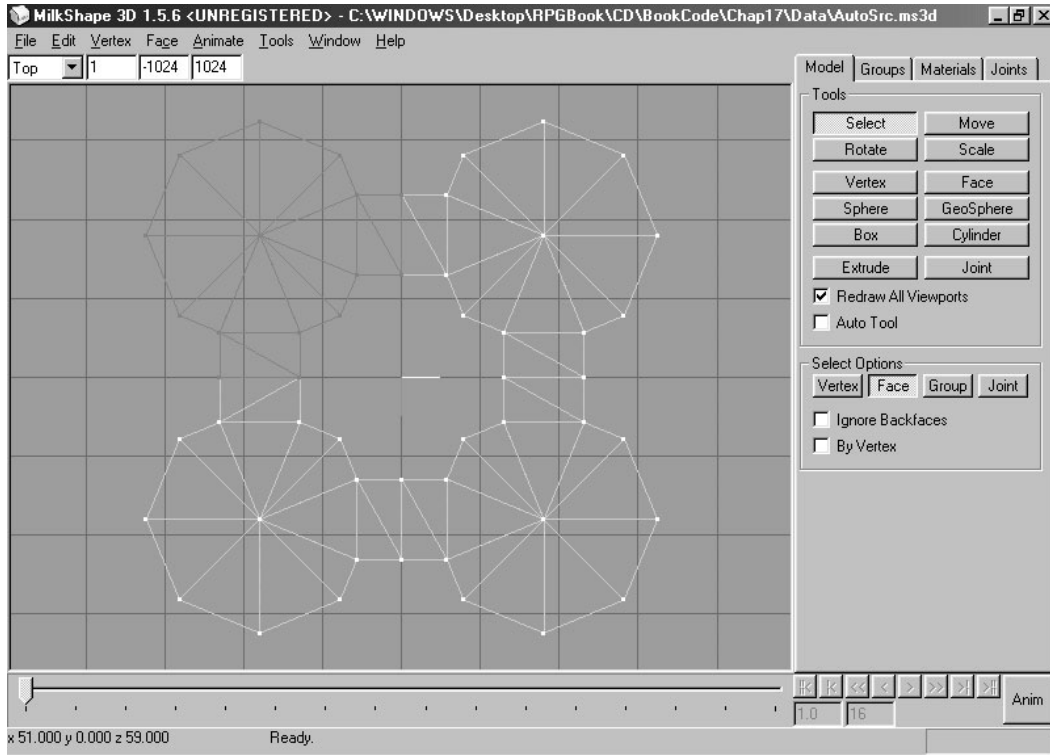 MilkShape 3D 1.5.6 <UNREGISTERED> - C:\WINDOWS\Desktop\RPGBook\CD\BookCode\Chap17\Data\AutoSrc.ms3d
File Edit Vertex Face Animate Tools Window Help
Top 1 -1024 1024
Model Groups Materials Joints
Tools
Select Move
Rotate Scale
Vertex Face
Sphere GeoSphere
Box Cylinder
Extrude Joint
Redraw All Viewports
Auto Tool
Select Options
Vertex Face Group Joint
Ignore Backfaces
By Vertex
1.0 16 Anim
x 51.000 y 0.000 z 59.000 Ready.